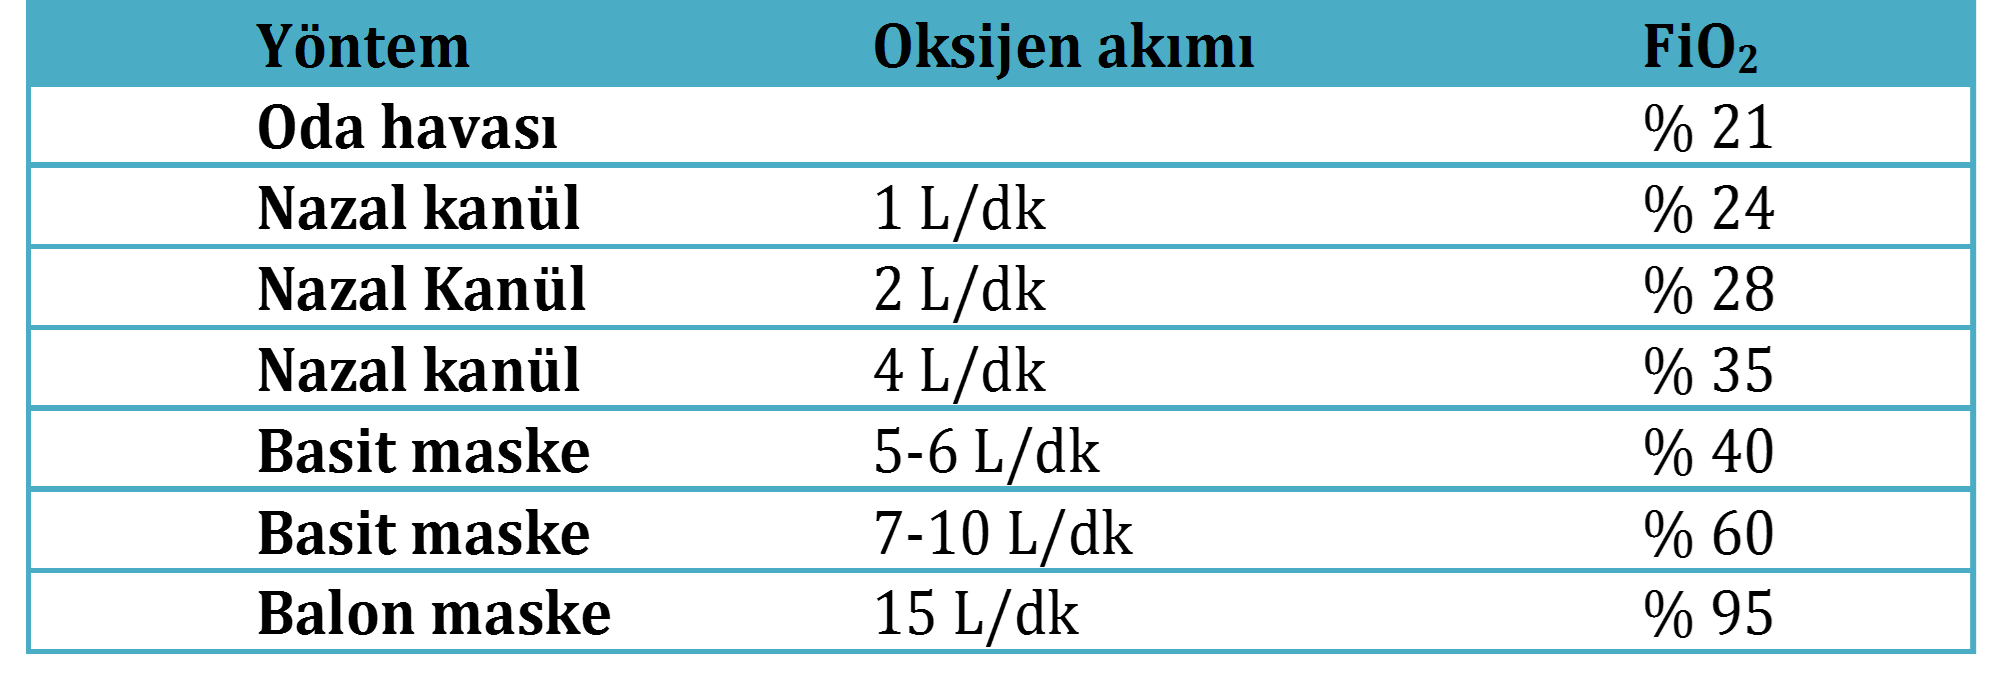 Yöntem Oksijen akımı FiO₂
Oda havası % 21
Nazal kanül 1 L/dk % 24
Nazal Kanül 2 L/dk % 28
Nazal kanül 4 L/dk % 35
Basit maske 5-6 L/dk % 40
Basit maske 7-10 L/dk % 60
Balon maske 15 L/dk % 95